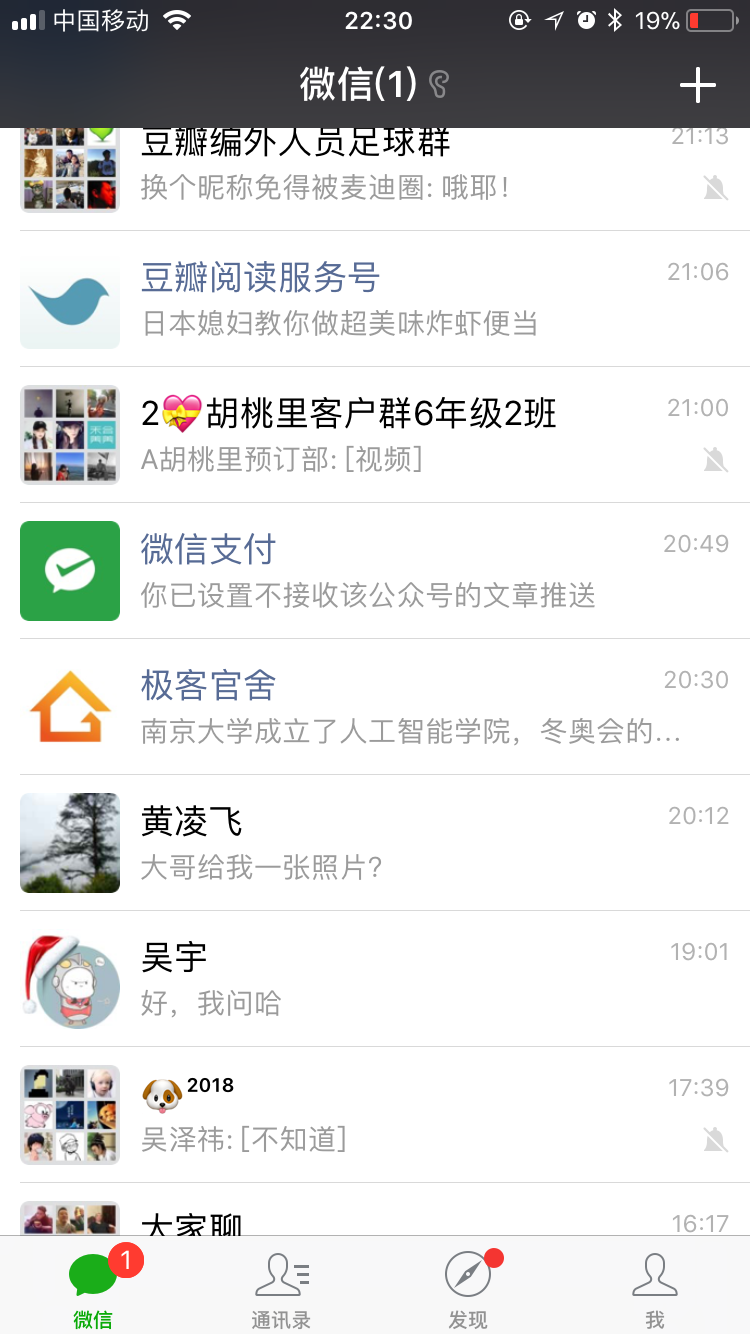 中国移动 22:30 19%
微信(1)
豆瓣编外人员足球群 21:13
换个昵称免得被麦迪圈: 哦耶！
豆瓣阅读服务号 21:06
日本媳妇教你做超美味炸虾便当
2💝胡桃里客户群6年级2班 21:00
A胡桃里预订部: [视频]
微信支付 20:49
你已设置不接收该公众号的文章推送
极客官舍 20:30
南京大学成立了人工智能学院，冬奥会的...
黄凌飞 20:12
大哥给我一张照片?
吴宇 19:01
好，我问哈
🐶2018 17:39
吴泽祎: [不知道]
大家聊 16:17
1
微信 通讯录 发现 我